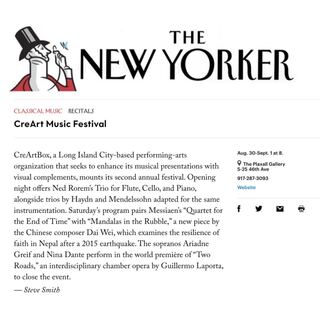 THE
NEW YORKER
CLASSICAL MUSIC RECITALS
CreArt Music Festival
CreArtBox, a Long Island City-based performing-arts
organization that seeks to enhance its musical presentations with
visual complements, mounts its second annual festival. Opening
night offers Ned Rorem's Trio for Flute, Cello, and Piano,
alongside trios by Haydn and Mendelssohn adapted for the same
instrumentation. Saturday's program pairs Messiaen's "Quartet for
the End of Time" with "Mandalas in the Rubble," a new piece by
the Chinese composer Dai Wei, which examines the resilience of
faith in Nepal after a 2015 earthquake. The sopranos Ariadne
Greif and Nina Dante perform in the world première of "Two
Roads," an interdisciplinary chamber opera by Guillermo Laporta,
to close the event.
— Steve Smith
Aug. 30-Sept. 1 at 8.
The Plaxall Gallery
5-25 46th Ave
917-287-3093
Website